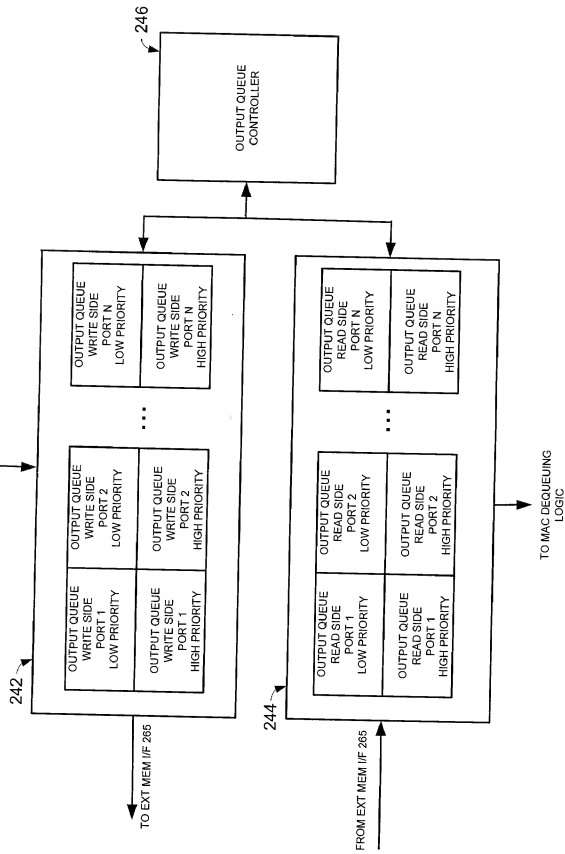 246
OUTPUT QUEUE
CONTROLLER
242
OUTPUT QUEUE
WRITE SIDE
PORT 1
LOW PRIORITY
OUTPUT QUEUE
WRITE SIDE
PORT 2
LOW PRIORITY
...
OUTPUT QUEUE
WRITE SIDE
PORT N
LOW PRIORITY
OUTPUT QUEUE
WRITE SIDE
PORT 1
HIGH PRIORITY
OUTPUT QUEUE
WRITE SIDE
PORT 2
HIGH PRIORITY
OUTPUT QUEUE
WRITE SIDE
PORT N
HIGH PRIORITY
TO EXT MEM I/F 265
244
OUTPUT QUEUE
READ SIDE
PORT 1
LOW PRIORITY
OUTPUT QUEUE
READ SIDE
PORT 2
LOW PRIORITY
...
OUTPUT QUEUE
READ SIDE
PORT N
LOW PRIORITY
OUTPUT QUEUE
READ SIDE
PORT 1
HIGH PRIORITY
OUTPUT QUEUE
READ SIDE
PORT 2
HIGH PRIORITY
OUTPUT QUEUE
READ SIDE
PORT N
HIGH PRIORITY
FROM EXT MEM I/F 265
TO MAC DEQUEUING
LOGIC